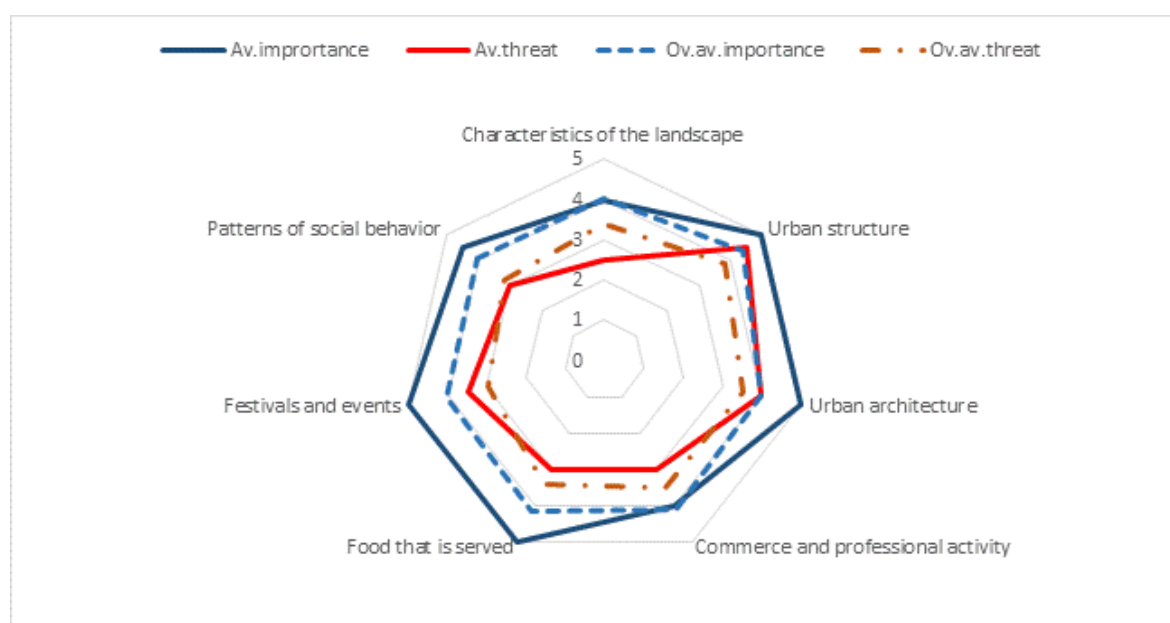 Av.imprortance Av.threat Ov.av.importance Ov.av.threat
Characteristics of the landscape
5
4
Patterns of social behavior Urban structure
3
2
1
0
Festivals and events Urban architecture
Food that is served Commerce and professional activity